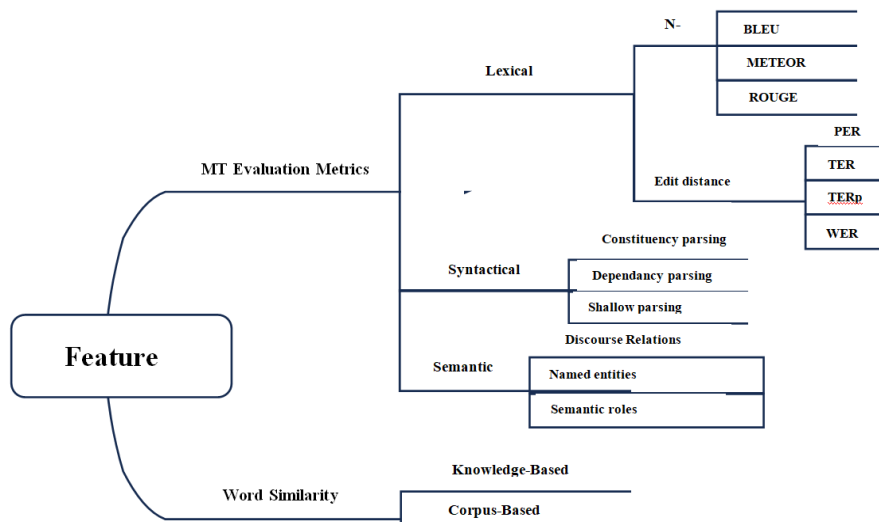 Feature
MT Evaluation Metrics
Lexical
N-
BLEU
METEOR
ROUGE
Edit distance
PER
TER
TERp
WER
Syntactical
Constituency parsing
Dependancy parsing
Shallow parsing
Semantic
Discourse Relations
Named entities
Semantic roles
Word Similarity
Knowledge-Based
Corpus-Based